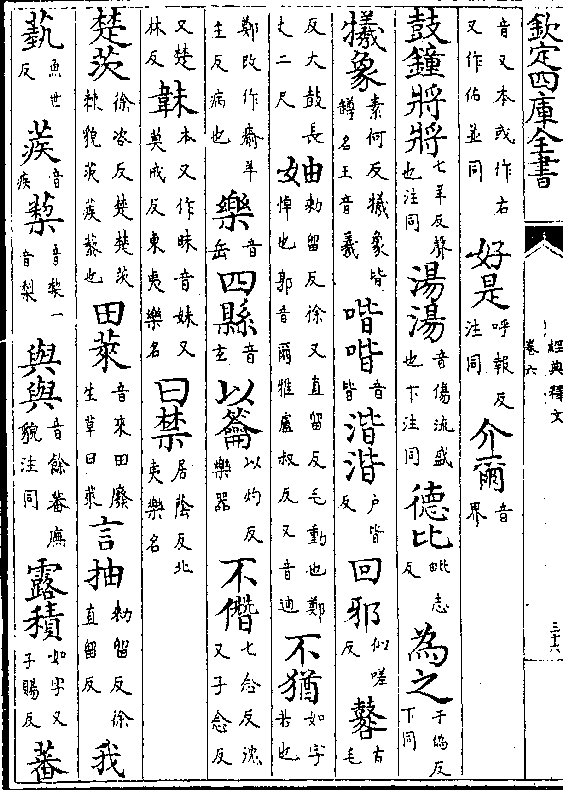 欽定四庫全書
經典釋文
卷六
三十六
音又本或作右又作佑並同 好是呼報反注同 介爾音界
鼓鐘將將七羊反聲也注同 湯湯音傷流盛也下注同 德比毗志反 為之于偽反下同
犧象素何反犧象皆罇名王音羲 喈喈音皆 湝湝戶皆反 回邪似嗟反 鼛古毛
反大鼓長丈二尺 妯勑留反徐又直留反毛動也鄭悼也郭音爾雅盧叔反又音迪 不猶如字若也
鄭改作瘉羊主反病也 樂音岳 四縣音玄 以籥以灼反樂器 不僭七念反沈又子念反
又楚林反 韎本又作昧音妹又莫戒反東夷樂名 曰禁居蔭反北夷樂名
楚茨徐咨反楚楚茨棘貌茨蒺藜也 田萊音來田廢生草曰萊 言抽勑留反徐直留反 我
蓺魚世反 蒺音疾 藜音棃一音梨 與與音餘蕃廡貌注同 露積如字又子賜反 蕃